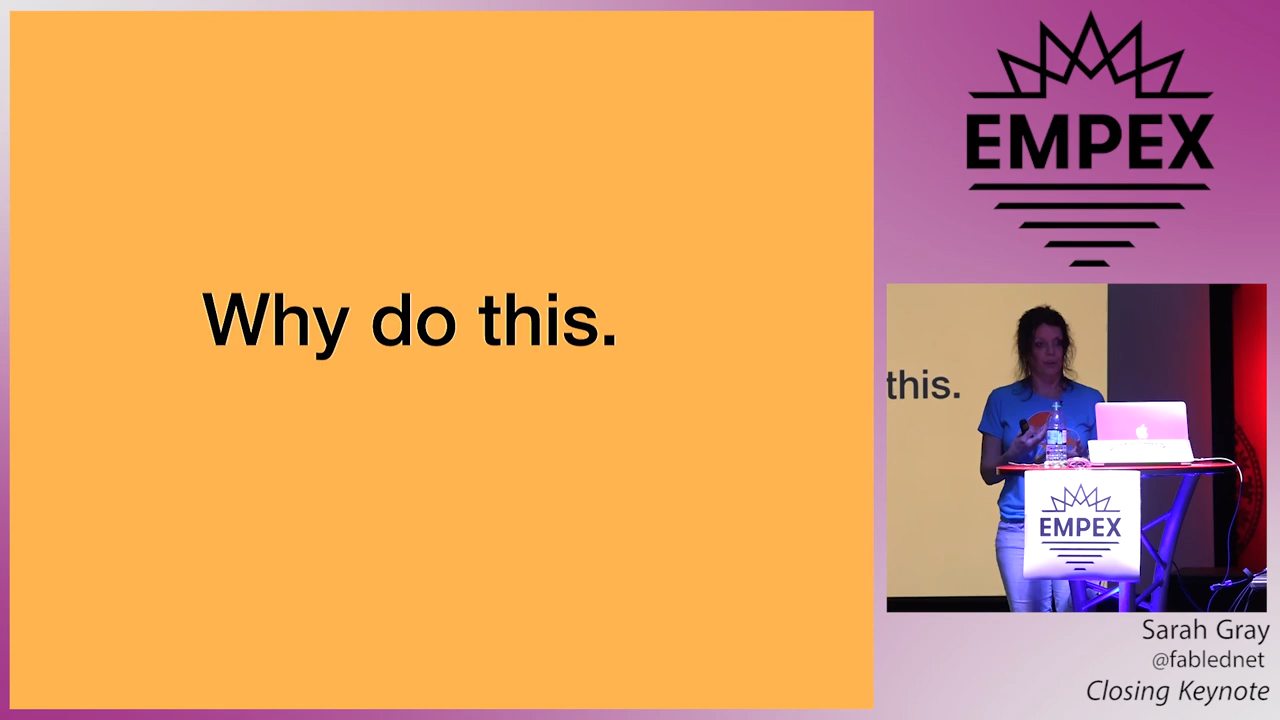 Why do this.
EMPEX
this.
EMPEX
Sarah Gray
@fablednet
Closing Keynote